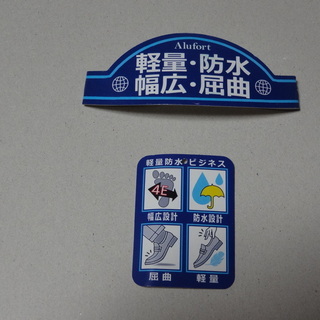 Alufort
軽量・防水
幅広・屈曲
軽量防水・ビジネス
4E
幅広設計 防水設計
屈曲 軽量